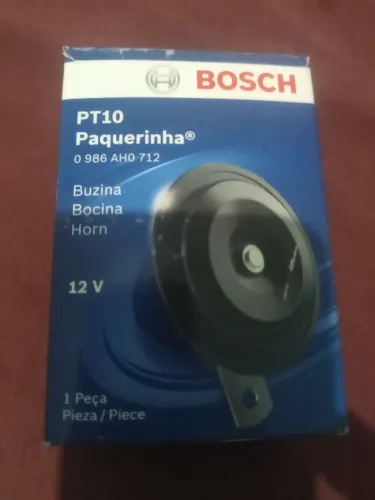 BOSCH
PT10
Paquerinha®
0 986 AH0 712
Buzina
Bocina
Horn
12 V
1 Peça
Pieza / Piece